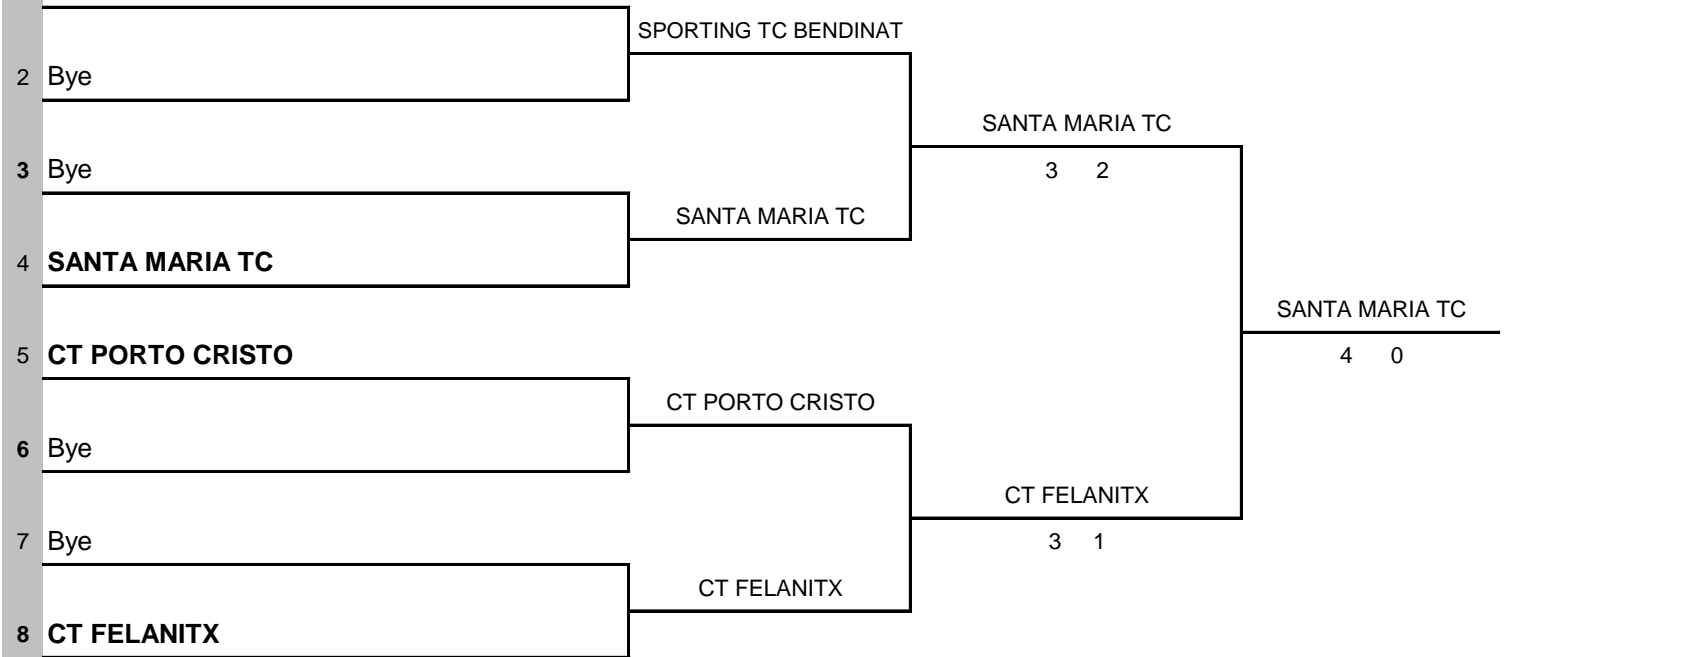 SPORTING TC BENDINAT
2 Bye
SANTA MARIA TC
3 Bye
3 2
SANTA MARIA TC
4 SANTA MARIA TC
SANTA MARIA TC
5 CT PORTO CRISTO
4 0
CT PORTO CRISTO
6 Bye
CT FELANITX
7 Bye
3 1
CT FELANITX
8 CT FELANITX